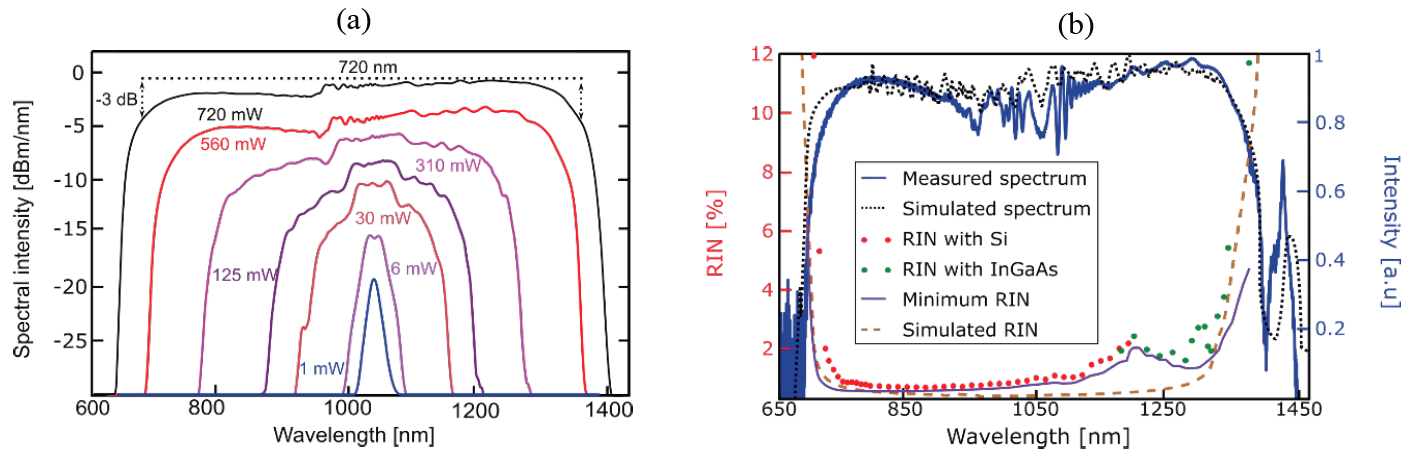 (a)
0
-5
-10
-15
-20
-25
Spectral intensity [dBm/nm]
720 nm
-3 dB
720 mW
560 mW
310 mW
30 mW
125 mW
6 mW
1 mW
600
800
1000
1200
1400
Wavelength [nm]
(b)
12
10
8
6
4
2
RIN [%]
1
0.8
0.6
0.4
0.2
Intensity [a.u]
Measured spectrum
Simulated spectrum
RIN with Si
RIN with InGaAs
Minimum RIN
Simulated RIN
650
850
1050
1250
1450
Wavelength [nm]